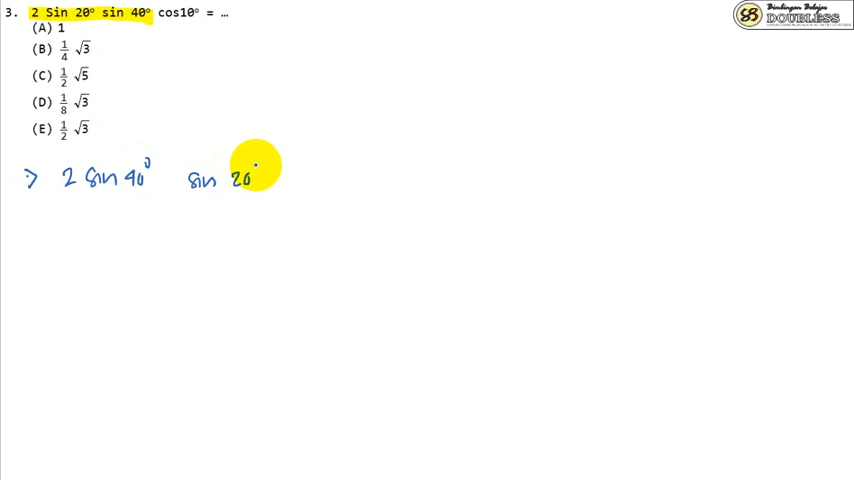 3. 2 Sin 20° sin 40° cos10° = …
(A) 1
(B) 1/4 √3
(C) 1/2 √5
(D) 1/8 √3
(E) 1/2 √3
Bimbingan Belajar
DOUBLESS
⇒ 2 sin 40° sin 20